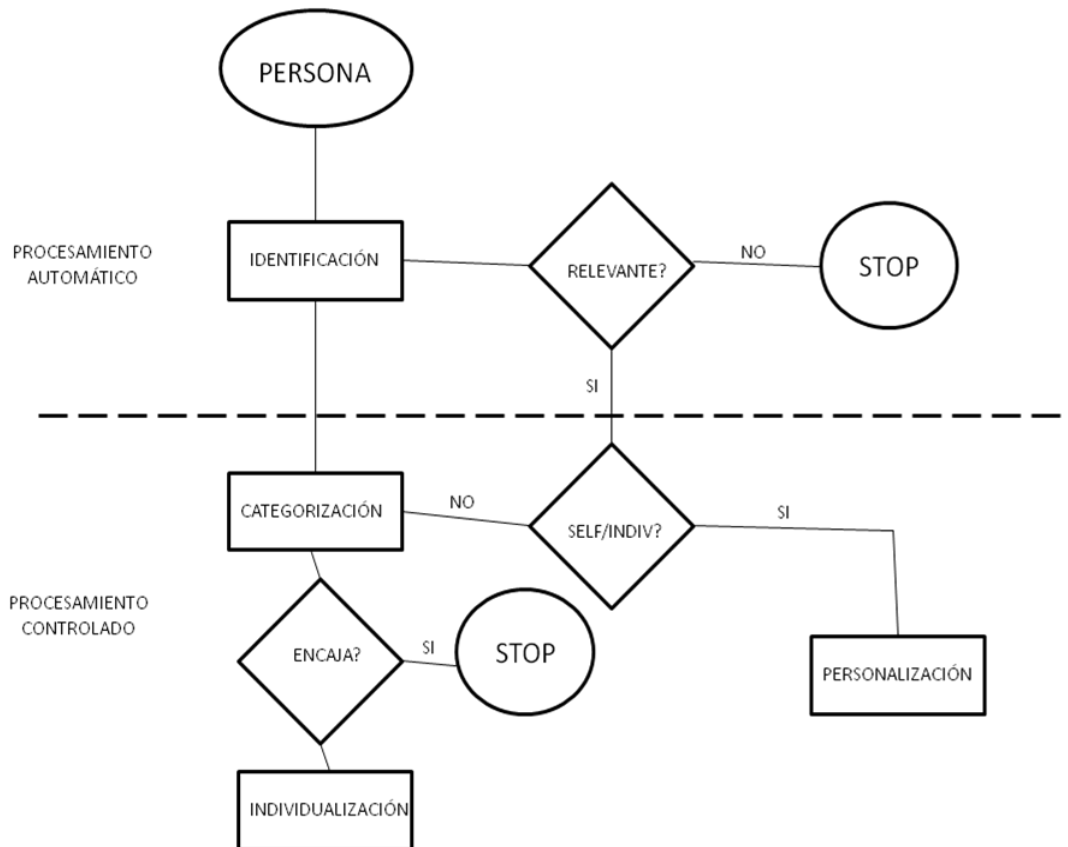 PERSONA
PROCESAMIENTO
AUTOMÁTICO
IDENTIFICACIÓN
RELEVANTE?
NO
STOP
SI
CATEGORIZACIÓN
NO
SELF/INDIV?
SI
PROCESAMIENTO
CONTROLADO
ENCAJA?
SI
STOP
PERSONALIZACIÓN
INDIVIDUALIZACIÓN